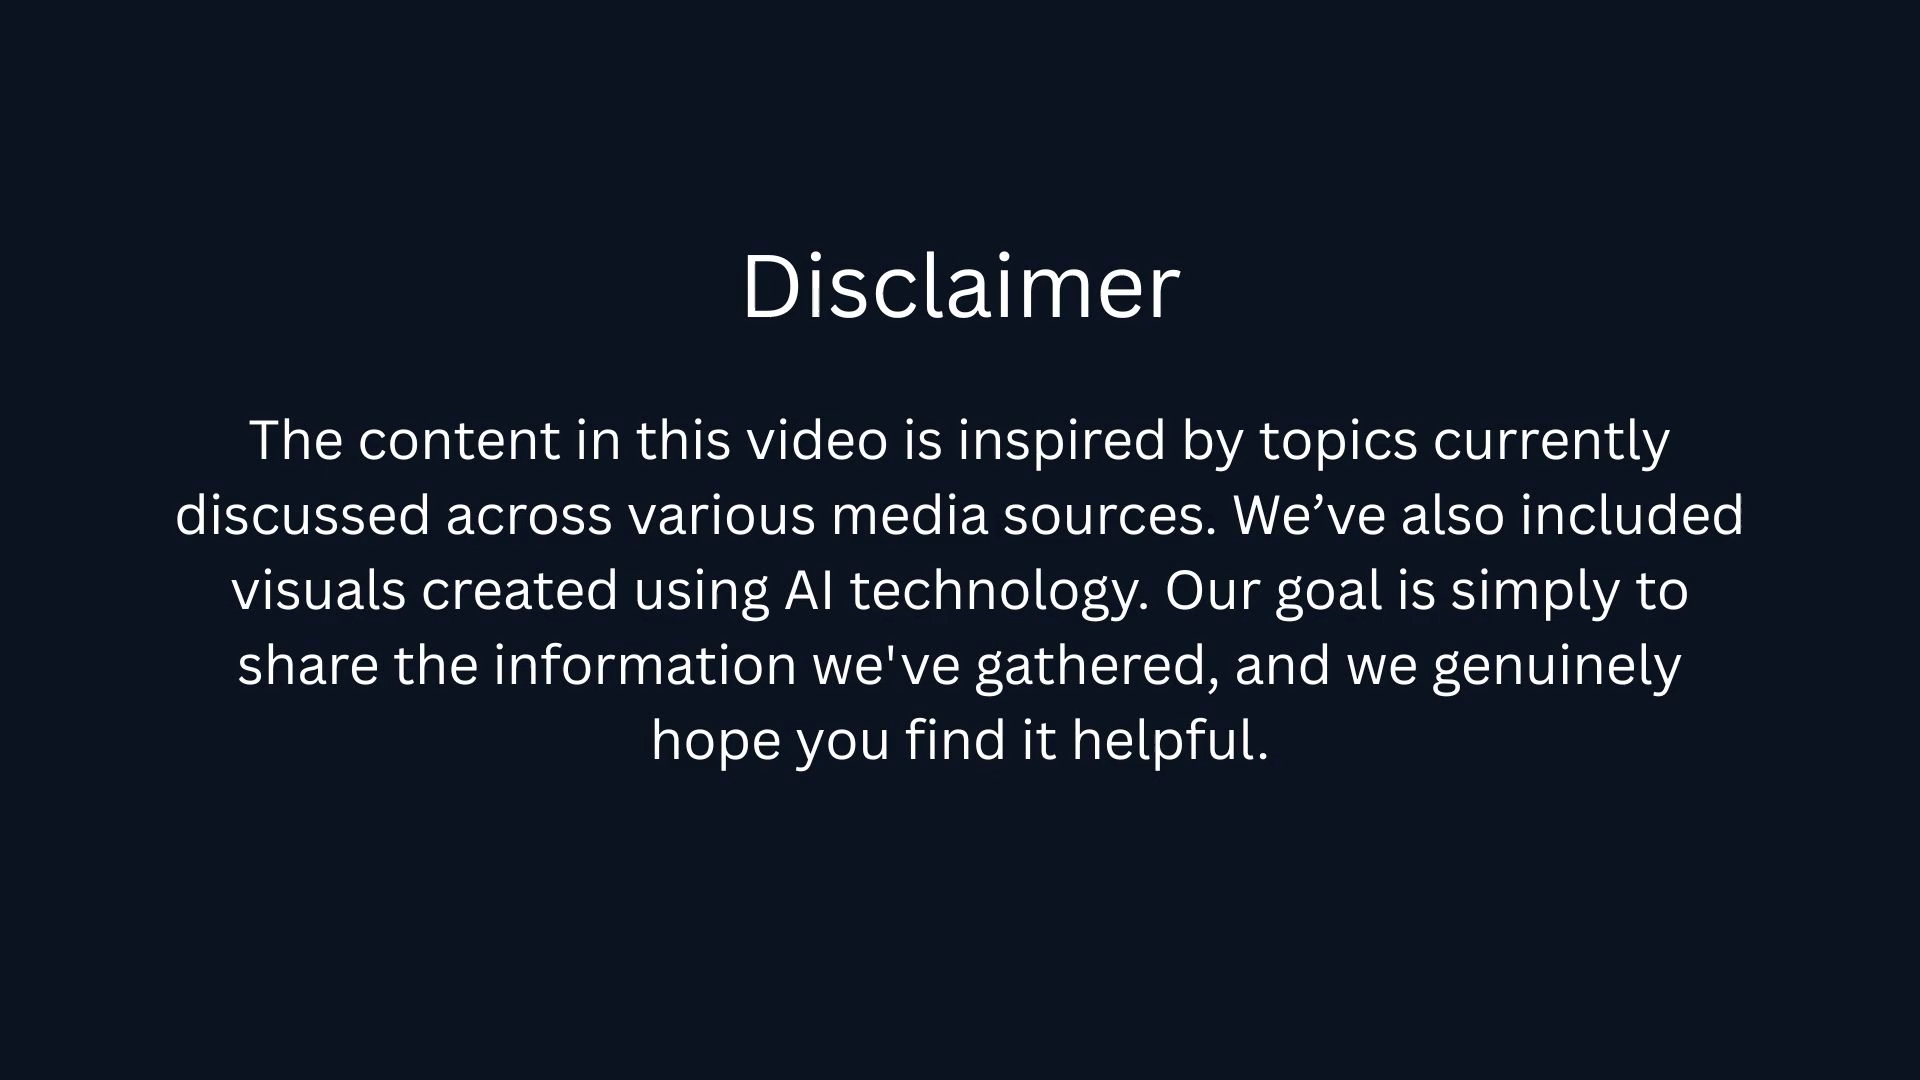 Disclaimer
The content in this video is inspired by topics currently
discussed across various media sources. We’ve also included
visuals created using AI technology. Our goal is simply to
share the information we've gathered, and we genuinely
hope you find it helpful.